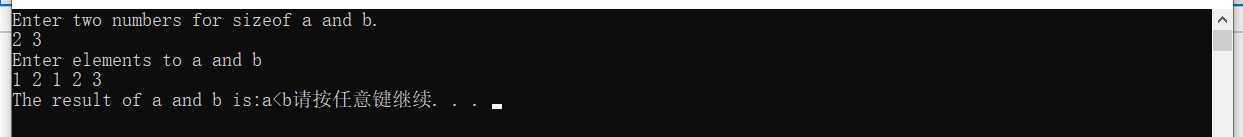 Enter two numbers for sizeof a and b.
2 3
Enter elements to a and b
1 2 1 2 3
The result of a and b is:a<b请按任意键继续. . .